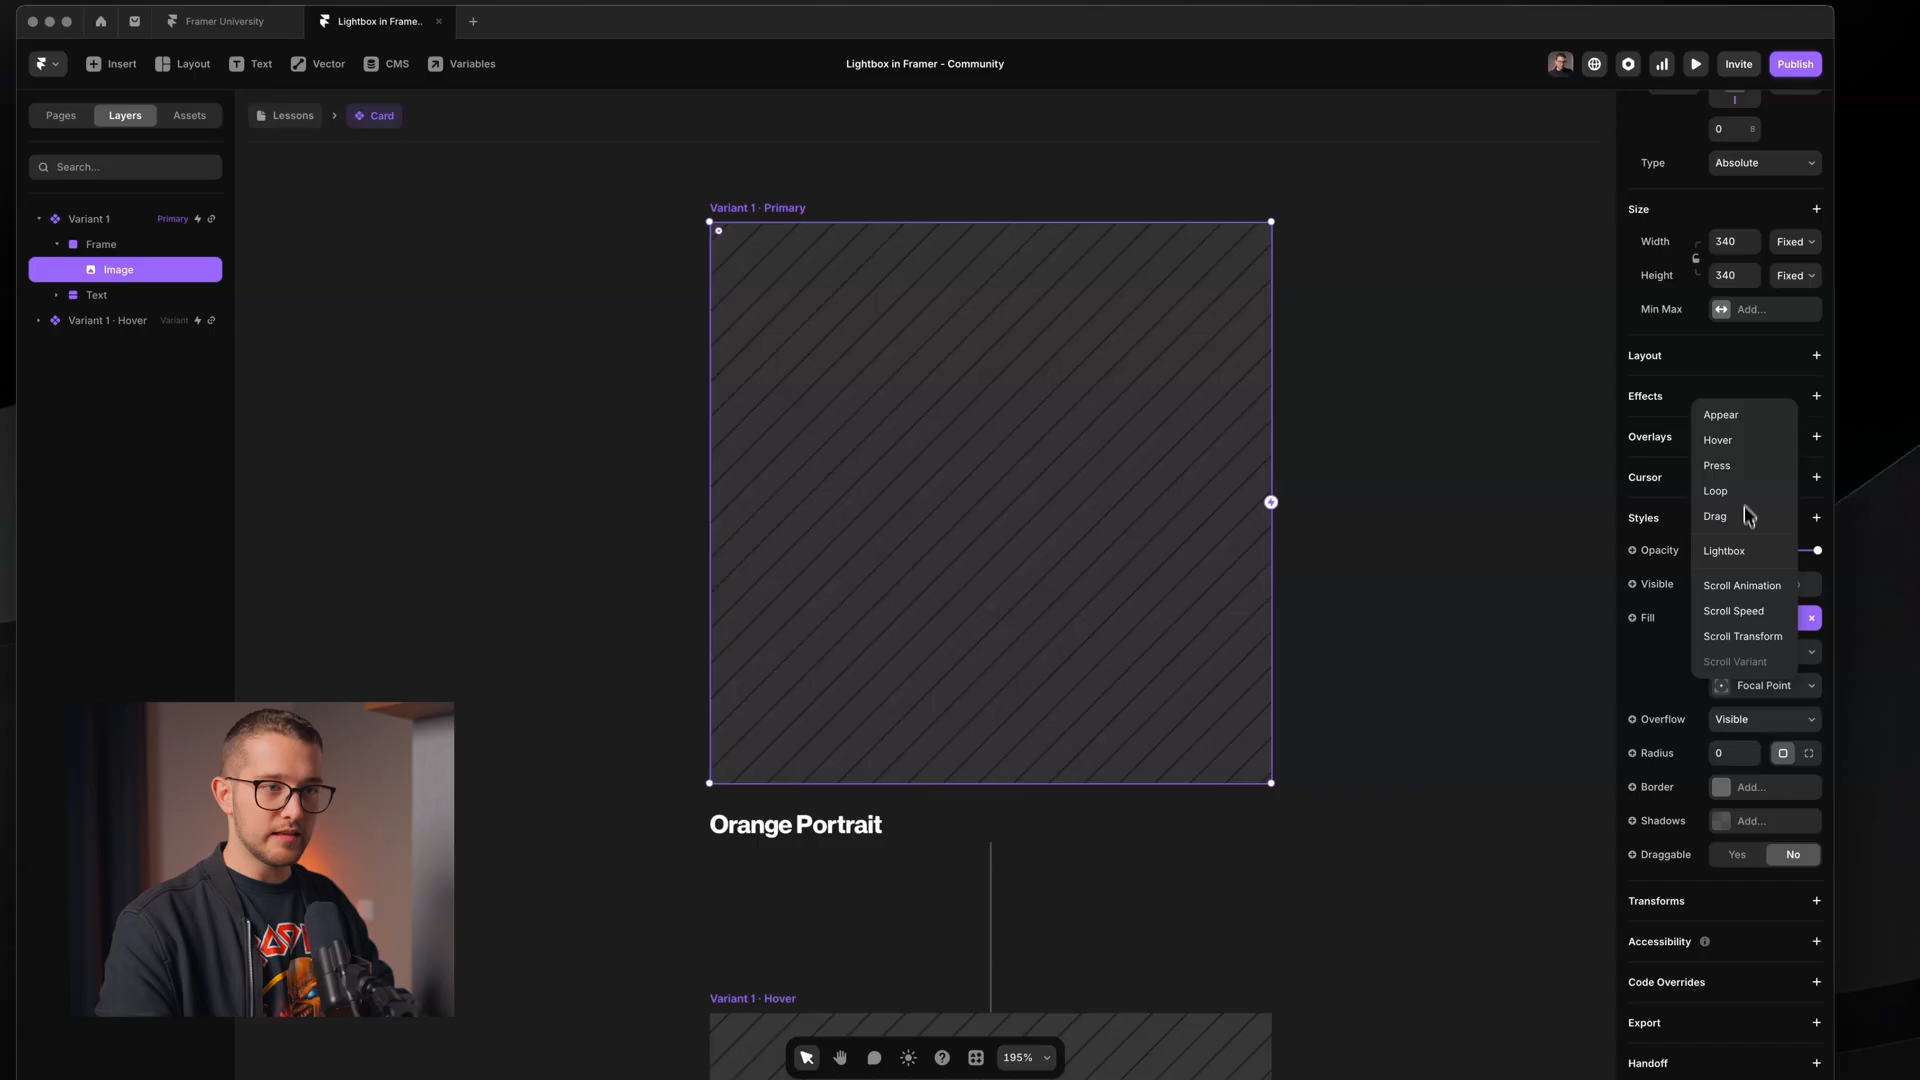 Framer University
Lightbox in Frame..
Insert
Layout
Text
Vector
CMS
Variables
Lightbox in Framer - Community
Invite
Publish
Pages
Layers
Assets
Lessons
Card
Search...
Variant 1
Primary
Frame
Image
Text
Variant 1 · Hover
Variant
Variant 1 · Primary
Orange Portrait
Variant 1 · Hover
195%
0
B
Type
Absolute
Size
Width
340
Fixed
Height
340
Fixed
Min Max
Add...
Layout
Effects
Overlays
Cursor
Styles
Appear
Hover
Press
Loop
Drag
Lightbox
Scroll Animation
Scroll Speed
Scroll Transform
Scroll Variant
Opacity
Visible
Fill
Focal Point
Overflow
Visible
Radius
0
Border
Add...
Shadows
Add...
Draggable
Yes
No
Transforms
Accessibility
Code Overrides
Export
Handoff